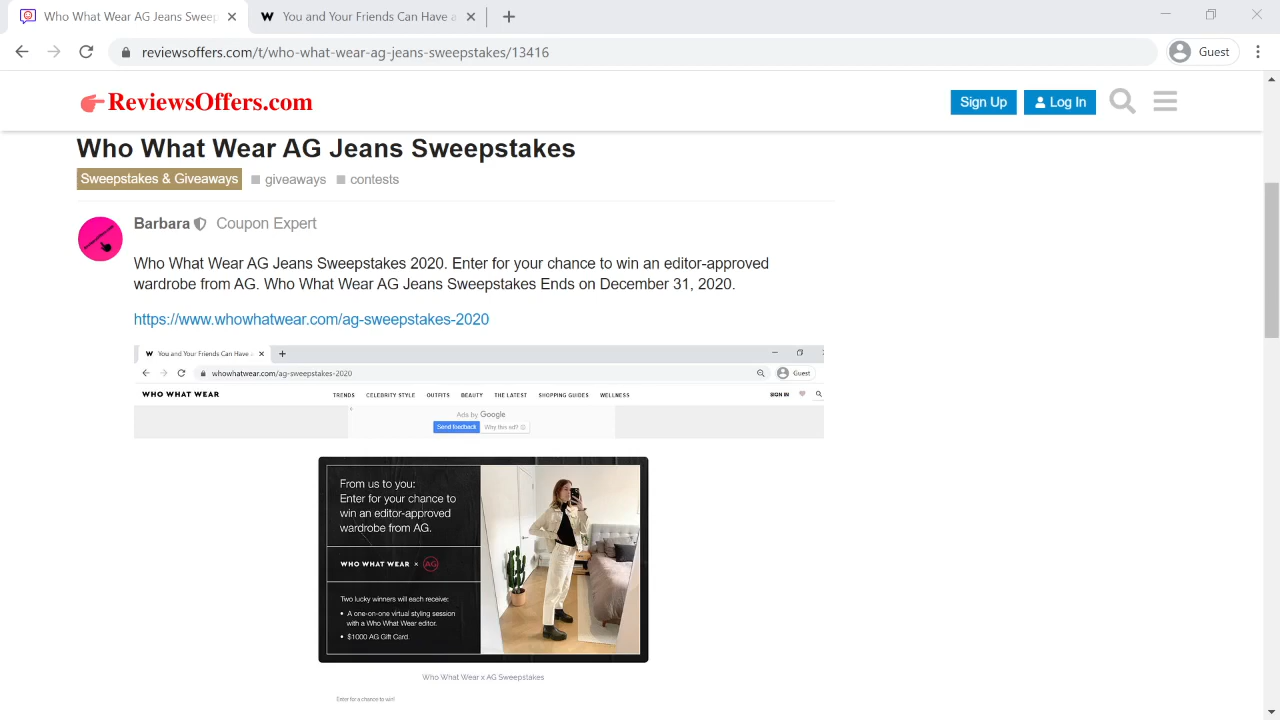 Who What Wear AG Jeans Sweep
You and Your Friends Can Have a
reviewsoffers.com/t/who-what-wear-ag-jeans-sweepstakes/13416
Guest
ReviewsOffers.com
Sign Up
Log In
Who What Wear AG Jeans Sweepstakes
Sweepstakes & Giveaways giveaways contests
Barbara Coupon Expert
Who What Wear AG Jeans Sweepstakes 2020. Enter for your chance to win an editor-approved
wardrobe from AG. Who What Wear AG Jeans Sweepstakes Ends on December 31, 2020.
https://www.whowhatwear.com/ag-sweepstakes-2020
W You and Your Friends Can Have a
whowhatwear.com/ag-sweepstakes-2020
Guest
WHO WHAT WEAR
TRENDS CELEBRITY STYLE OUTFITS BEAUTY THE LATEST SHOPPING GUIDES WELLNESS
SIGN IN
Ads by Google
Send feedback Why this ad?
From us to you:
Enter for your chance to
win an editor-approved
wardrobe from AG.
WHO WHAT WEAR × AG
Two lucky winners will each receive:
• A one-on-one virtual styling session
with a Who What Wear editor.
• $1000 AG Gift Card
Who What Wear x AG Sweepstakes
Enter for a chance to win!